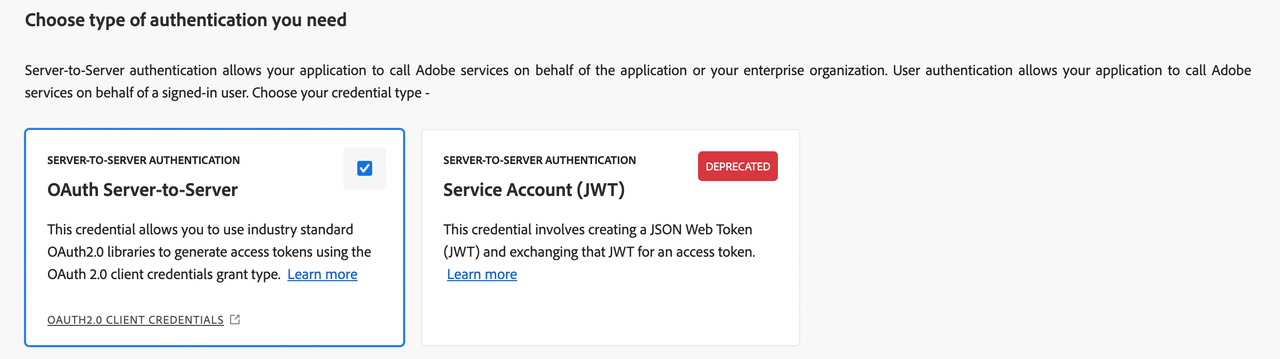 Choose type of authentication you need
Server-to-Server authentication allows your application to call Adobe services on behalf of the application or your enterprise organization. User authentication allows your application to call Adobe
services on behalf of a signed-in user. Choose your credential type -
SERVER-TO-SERVER AUTHENTICATION
OAuth Server-to-Server
This credential allows you to use industry standard
OAuth2.0 libraries to generate access tokens using the
OAuth 2.0 client credentials grant type. Learn more
OAUTH2.0 CLIENT CREDENTIALS
SERVER-TO-SERVER AUTHENTICATION
DEPRECATED
Service Account (JWT)
This credential involves creating a JSON Web Token
(JWT) and exchanging that JWT for an access token.
Learn more